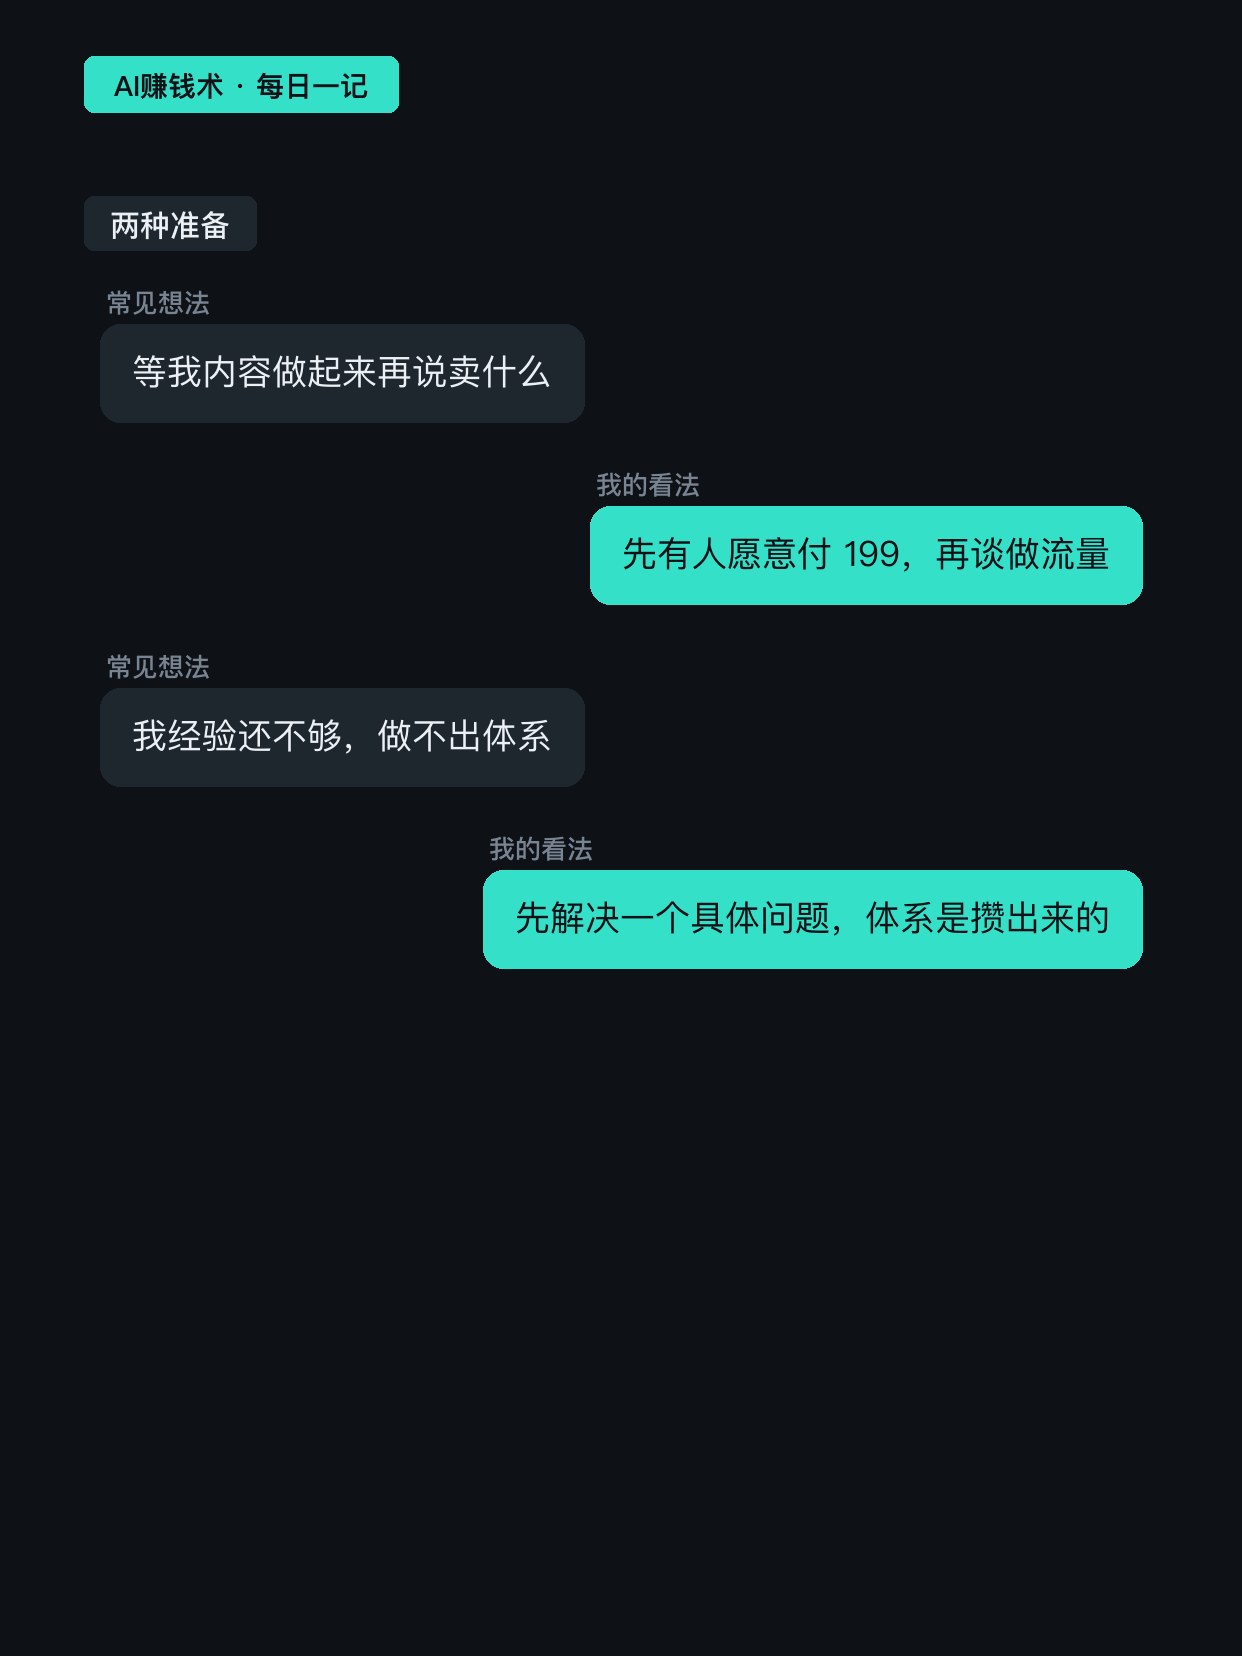 AI赚钱术 · 每日一记
两种准备
常见想法
等我内容做起来再说卖什么
我的看法
先有人愿意付 199，再谈做流量
常见想法
我经验还不够，做不出体系
我的看法
先解决一个具体问题，体系是攒出来的